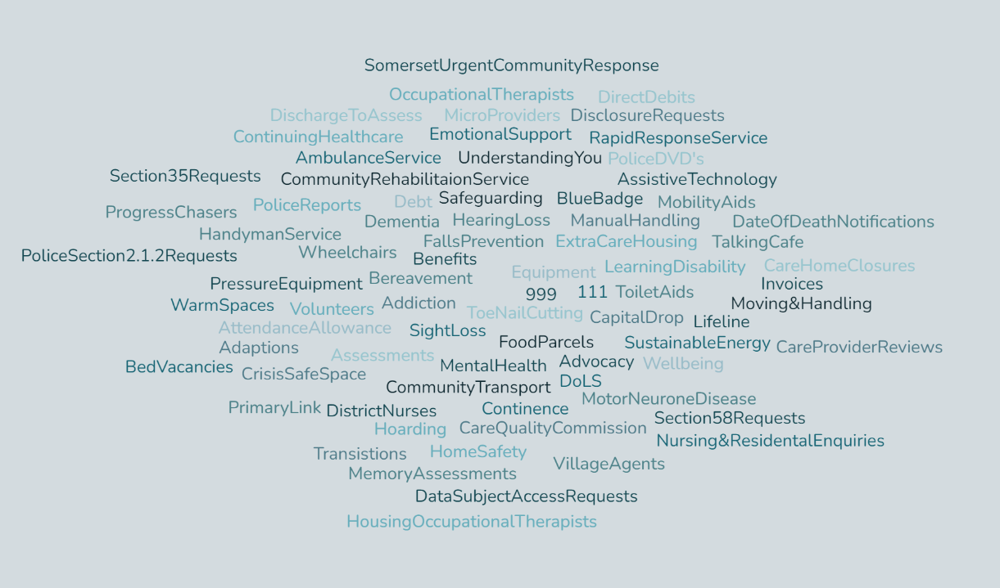 SomersetUrgentCommunityResponse
OccupationalTherapists DirectDebits
DischargeToAssess MicroProviders DisclosureRequests
ContinuingHealthcare EmotionalSupport RapidResponseService
AmbulanceService UnderstandingYou PoliceDVD's
Section35Requests CommunityRehabilitaionService AssistiveTechnology
ProgressChasers PoliceReports Debt Safeguarding BlueBadge MobilityAids
Dementia HearingLoss ManualHandling DateOfDeathNotifications
HandymanService FallsPrevention ExtraCareHousing TalkingCafe
PoliceSection2.1.2Requests Wheelchairs Benefits
Equipment LearningDisability CareHomeClosures
PressureEquipment Bereavement 999 111 ToiletAids Invoices
WarmSpaces Volunteers Addiction ToeNailCutting CapitalDrop Lifeline Moving&Handling
AttendanceAllowance SightLoss
Adaptions FoodParcels SustainableEnergy CareProviderReviews
BedVacancies Assessments MentalHealth Advocacy Wellbeing
CrisisSafeSpace CommunityTransport DoLS
PrimaryLink DistrictNurses Continence MotorNeuroneDisease
Hoarding CareQualityCommission Section58Requests
Transistions HomeSafety Nursing&ResidentalEnquiries
MemoryAssessments VillageAgents
DataSubjectAccessRequests
HousingOccupationalTherapists